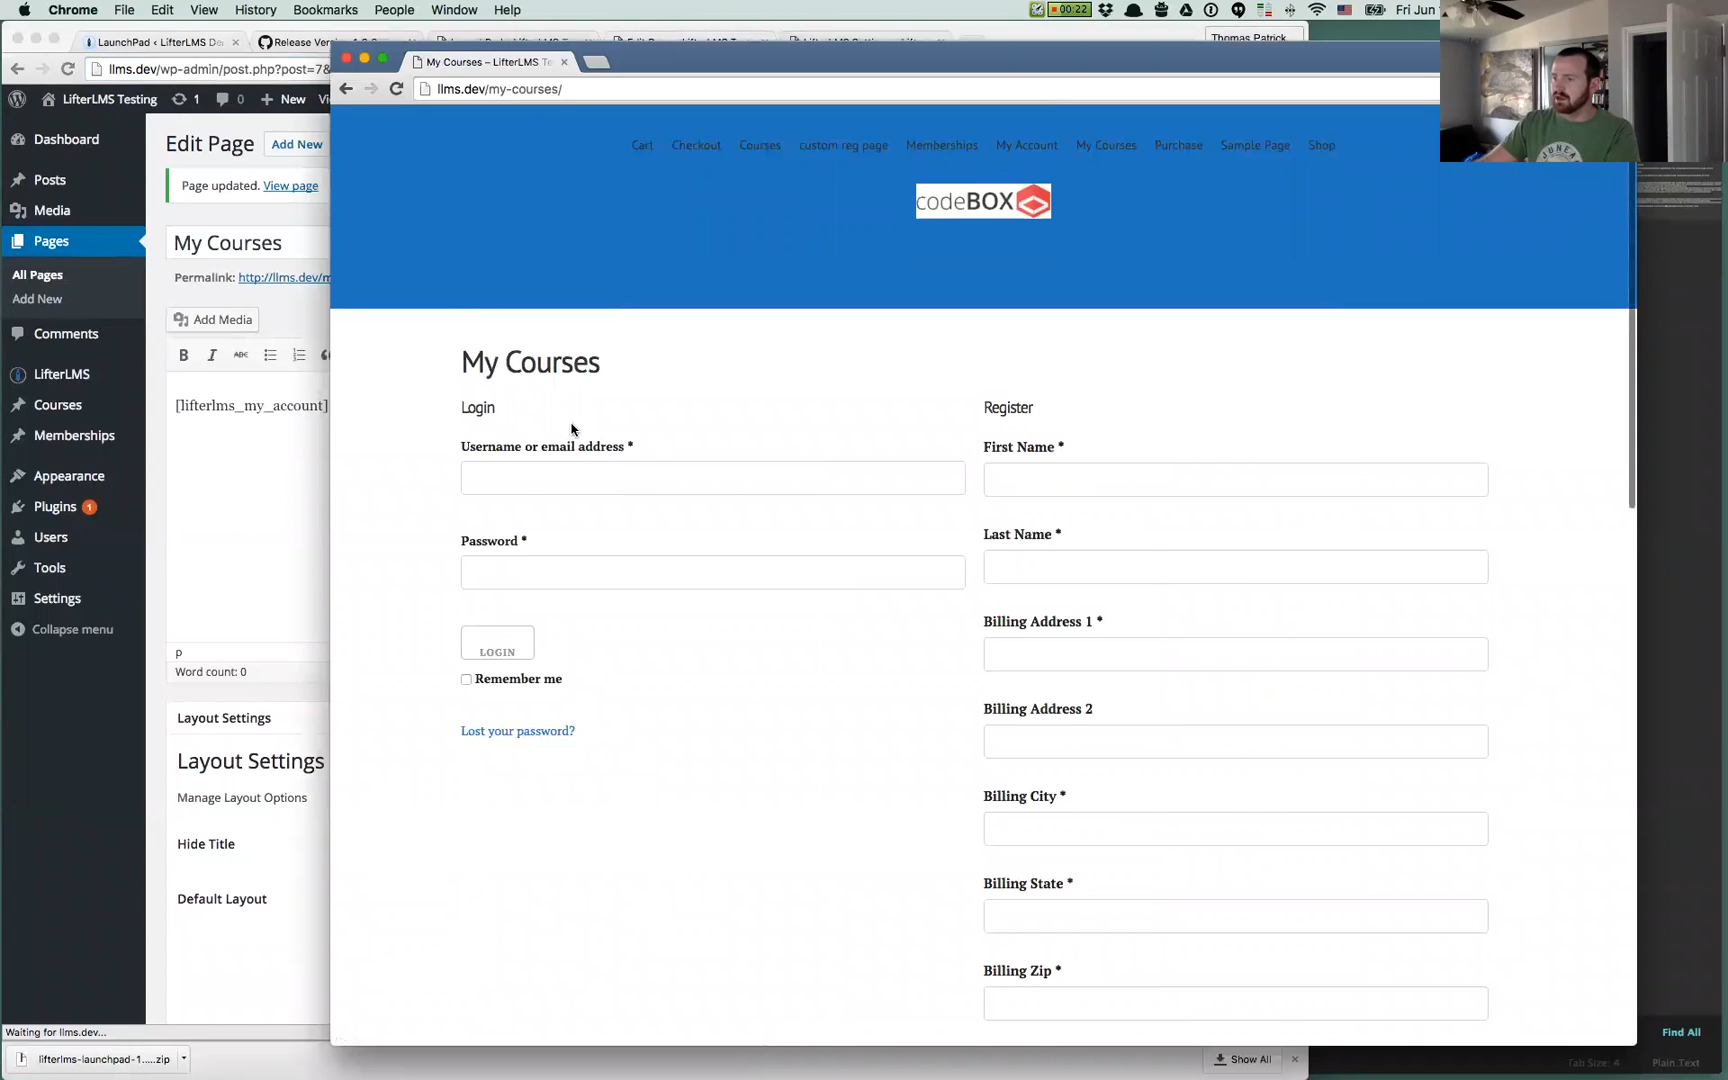 Chrome File Edit View History Bookmarks People Window Help
00:22
Fri Jun
LaunchPad ‹ LifterLMS De
Release Version
Thomas Patrick
llms.dev/wp-admin/post.php?post=7&
My Courses – LifterLMS Te
llms.dev/my-courses/
LifterLMS Testing 1 0 New
Dashboard
Posts
Media
Pages
All Pages
Add New
Comments
LifterLMS
Courses
Memberships
Appearance
Plugins 1
Users
Tools
Settings
Collapse menu
Edit Page Add New
Page updated. View page
My Courses
Permalink: http://llms.dev/m
Add Media
B I ABC
[lifterlms_my_account]
p
Word count: 0
Layout Settings
Layout Settings
Manage Layout Options
Hide Title
Default Layout
Cart Checkout Courses custom reg page Memberships My Account My Courses Purchase Sample Page Shop
codeBOX
My Courses
Login
Username or email address *
Password *
LOGIN
Remember me
Lost your password?
Register
First Name *
Last Name *
Billing Address 1 *
Billing Address 2
Billing City *
Billing State *
Billing Zip *
JUNEA
Waiting for llms.dev...
lifterlms-launchpad-1.....zip
Show All
Find All
Tab Size: 4 Plain Text